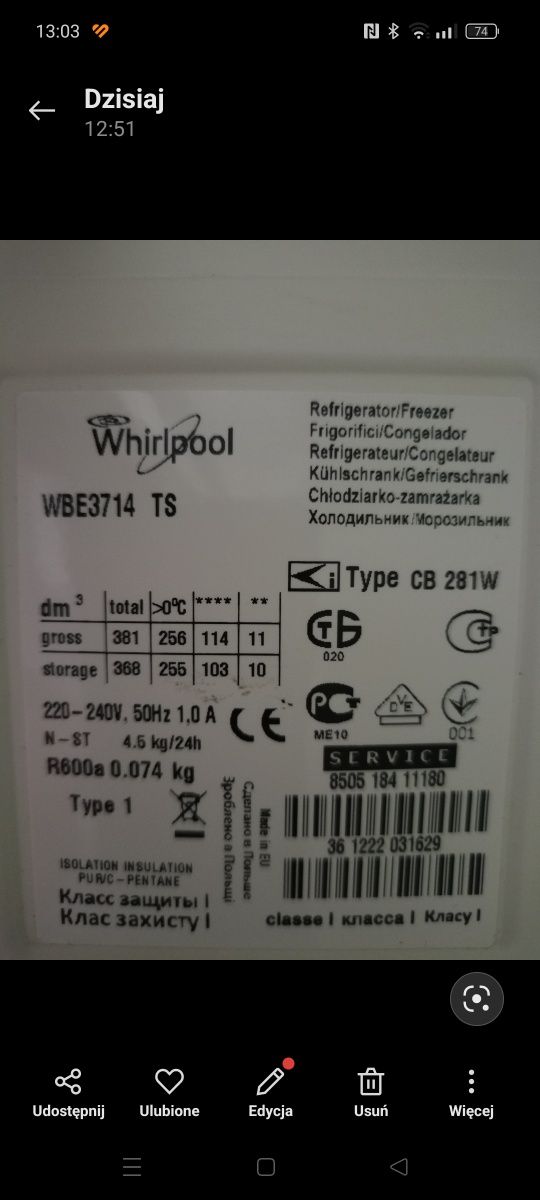 13:03
74
Dzisiaj
12:51
Whirlpool
WBE3714 TS
Refrigerator/Freezer
Frigorifici/Congelador
Refrigerateur/Congelateur
Kühlschrank/Gefrierschrank
Chłodziarko-zamrażarka
Холодильник/Морозильник
i Type CB 281W
dm 3 total >0°C **** **
gross 381 256 114 11
storage 368 255 103 10
020
220-240V, 50Hz 1,0 A CE
N-ST 4.5 kg/24h
R600a 0.074 kg
Type 1
PCT
ME10
DVE
001
SERVICE
8505 184 11180
36 1222 031629
Made in EU
Сделано в Польше
Зроблено в Польщі
ISOLATION INSULATION
PUR/C-PENTANE
Класс защиты I
Клас захисту I
classe I класса I Класу I
Udostępnij
Ulubione
Edycja
Usuń
Więcej